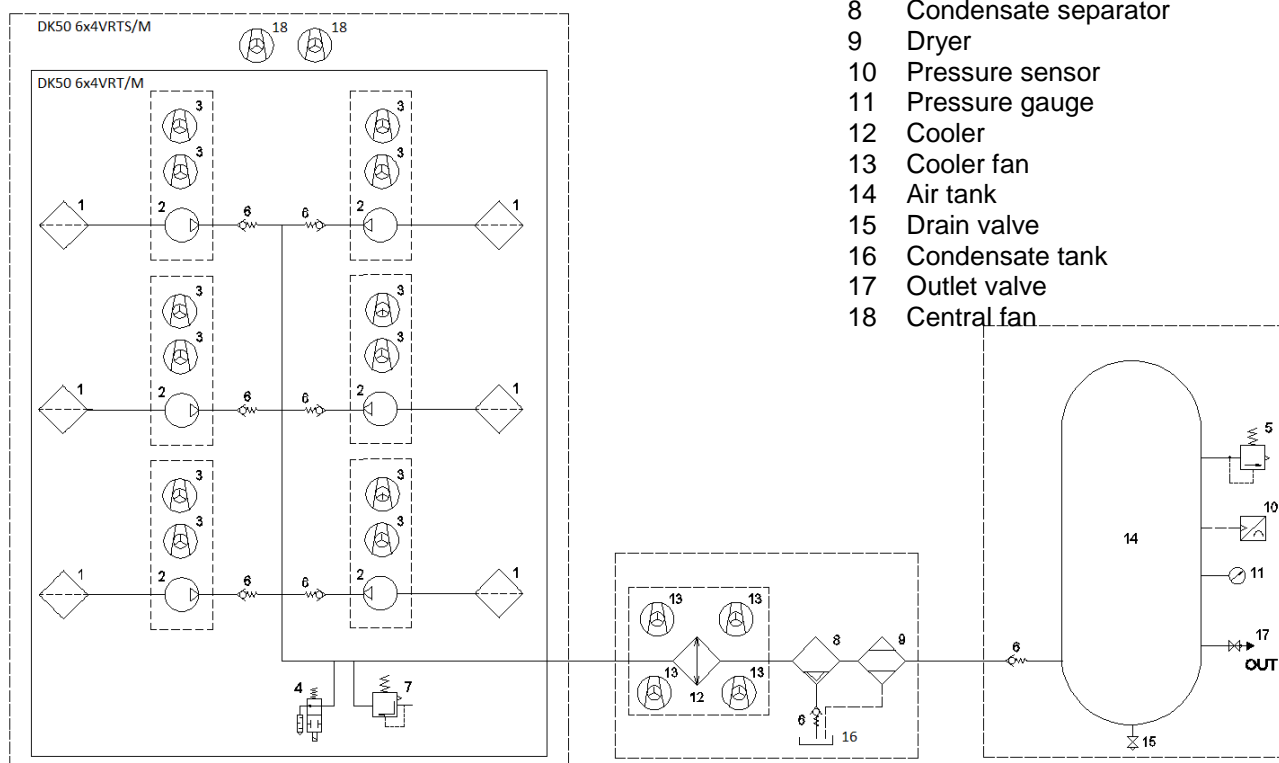 DK50 6x4VRTS/M
18 18
DK50 6x4VRT/M
3 3
3 3
1 2 6 6 2 1
3 3
3 3
1 2 6 6 2 1
3 3
3 3
1 2 6 6 2 1
4 7
13 13
13 13
12
8 9
6
16
6
14
5
10
11
17
OUT
15
8 Condensate separator
9 Dryer
10 Pressure sensor
11 Pressure gauge
12 Cooler
13 Cooler fan
14 Air tank
15 Drain valve
16 Condensate tank
17 Outlet valve
18 Central fan